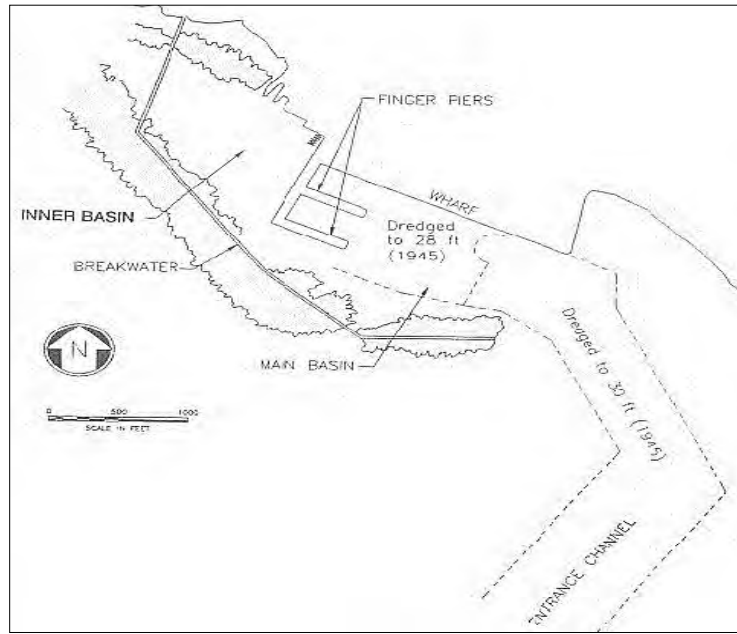 FINGER PIERS
WHARF
INNER BASIN
Dredged
to 28 ft
(1945)
BREAKWATER
MAIN BASIN
Dredged to 30 ft (1945)
N
0 500 1000
SCALE IN FEET
ENTRANCE CHANNEL